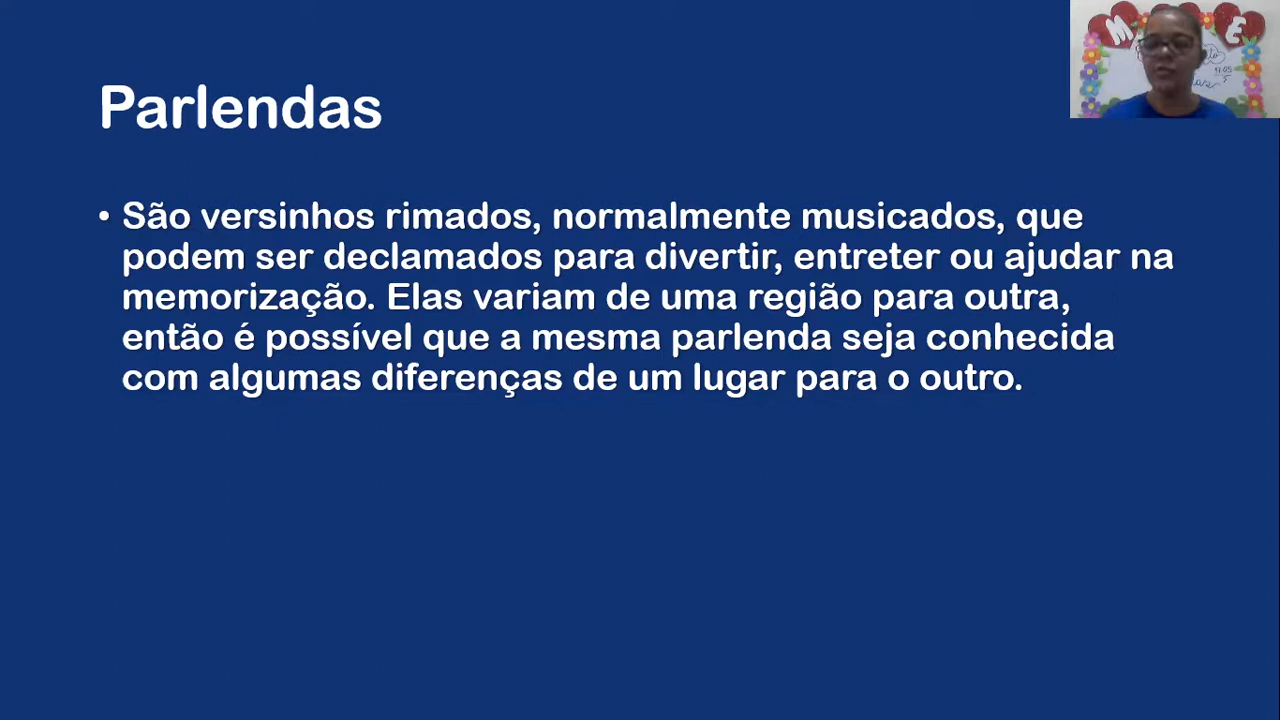 Parlendas
• São versinhos rimados, normalmente musicados, que
podem ser declamados para divertir, entreter ou ajudar na
memorização. Elas variam de uma região para outra,
então é possível que a mesma parlenda seja conhecida
com algumas diferenças de um lugar para o outro.
M
E